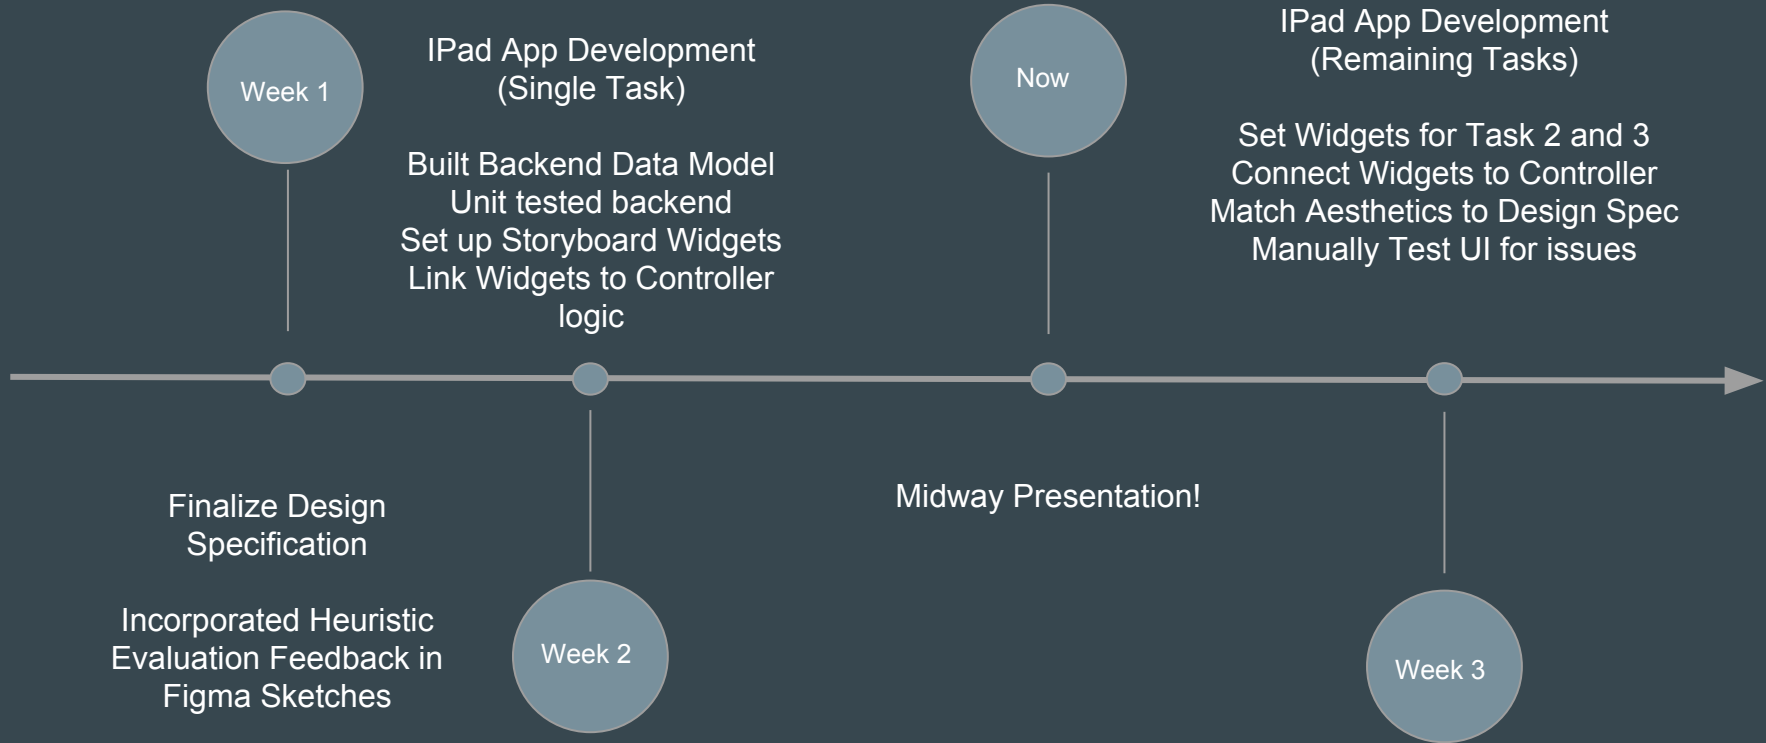 Week 1
Finalize Design
Specification
Incorporated Heuristic
Evaluation Feedback in
Figma Sketches
IPad App Development
(Single Task)
Built Backend Data Model
Unit tested backend
Set up Storyboard Widgets
Link Widgets to Controller
logic
Week 2
Now
Midway Presentation!
IPad App Development
(Remaining Tasks)
Set Widgets for Task 2 and 3
Connect Widgets to Controller
Match Aesthetics to Design Spec
Manually Test UI for issues
Week 3